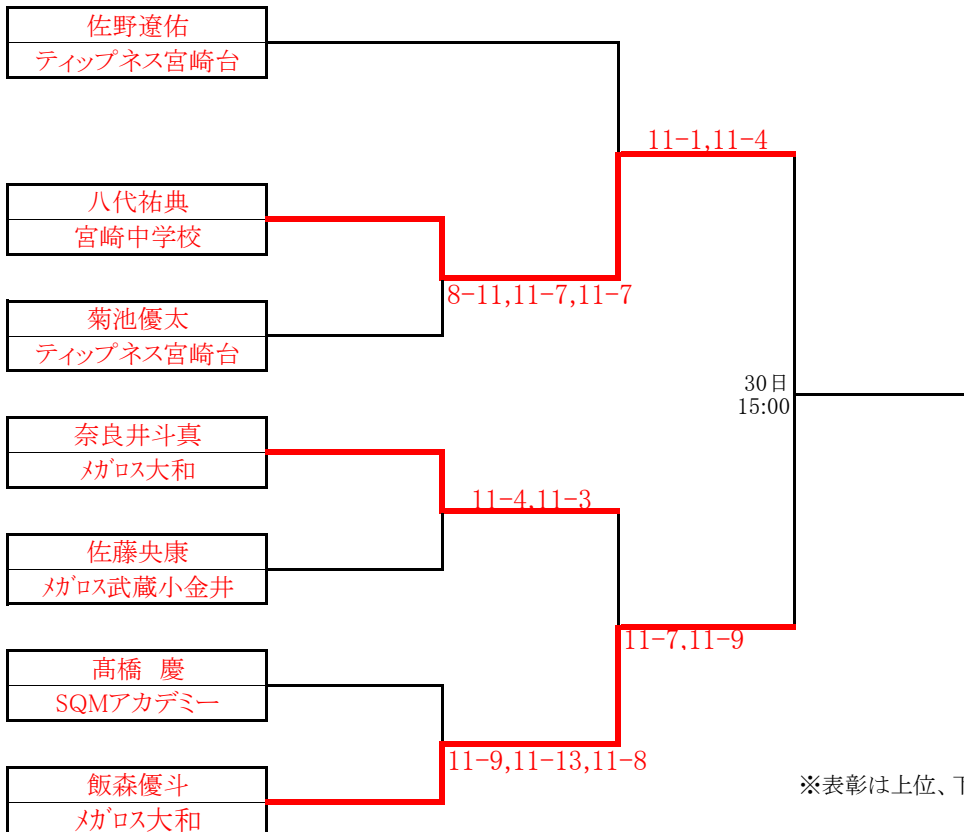 佐野遼佑
ティップネス宮崎台
11-1,11-4
八代祐典
宮崎中学校
8-11,11-7,11-7
菊池優太
ティップネス宮崎台
30日
15:00
奈良井斗真
ﾒｶﾞﾛｽ大和
11-4,11-3
佐藤央康
ﾒｶﾞﾛｽ武蔵小金井
11-7,11-9
髙橋　慶
SQMアカデミー
11-9,11-13,11-8
飯森優斗
ﾒｶﾞﾛｽ大和
※表彰は上位、下